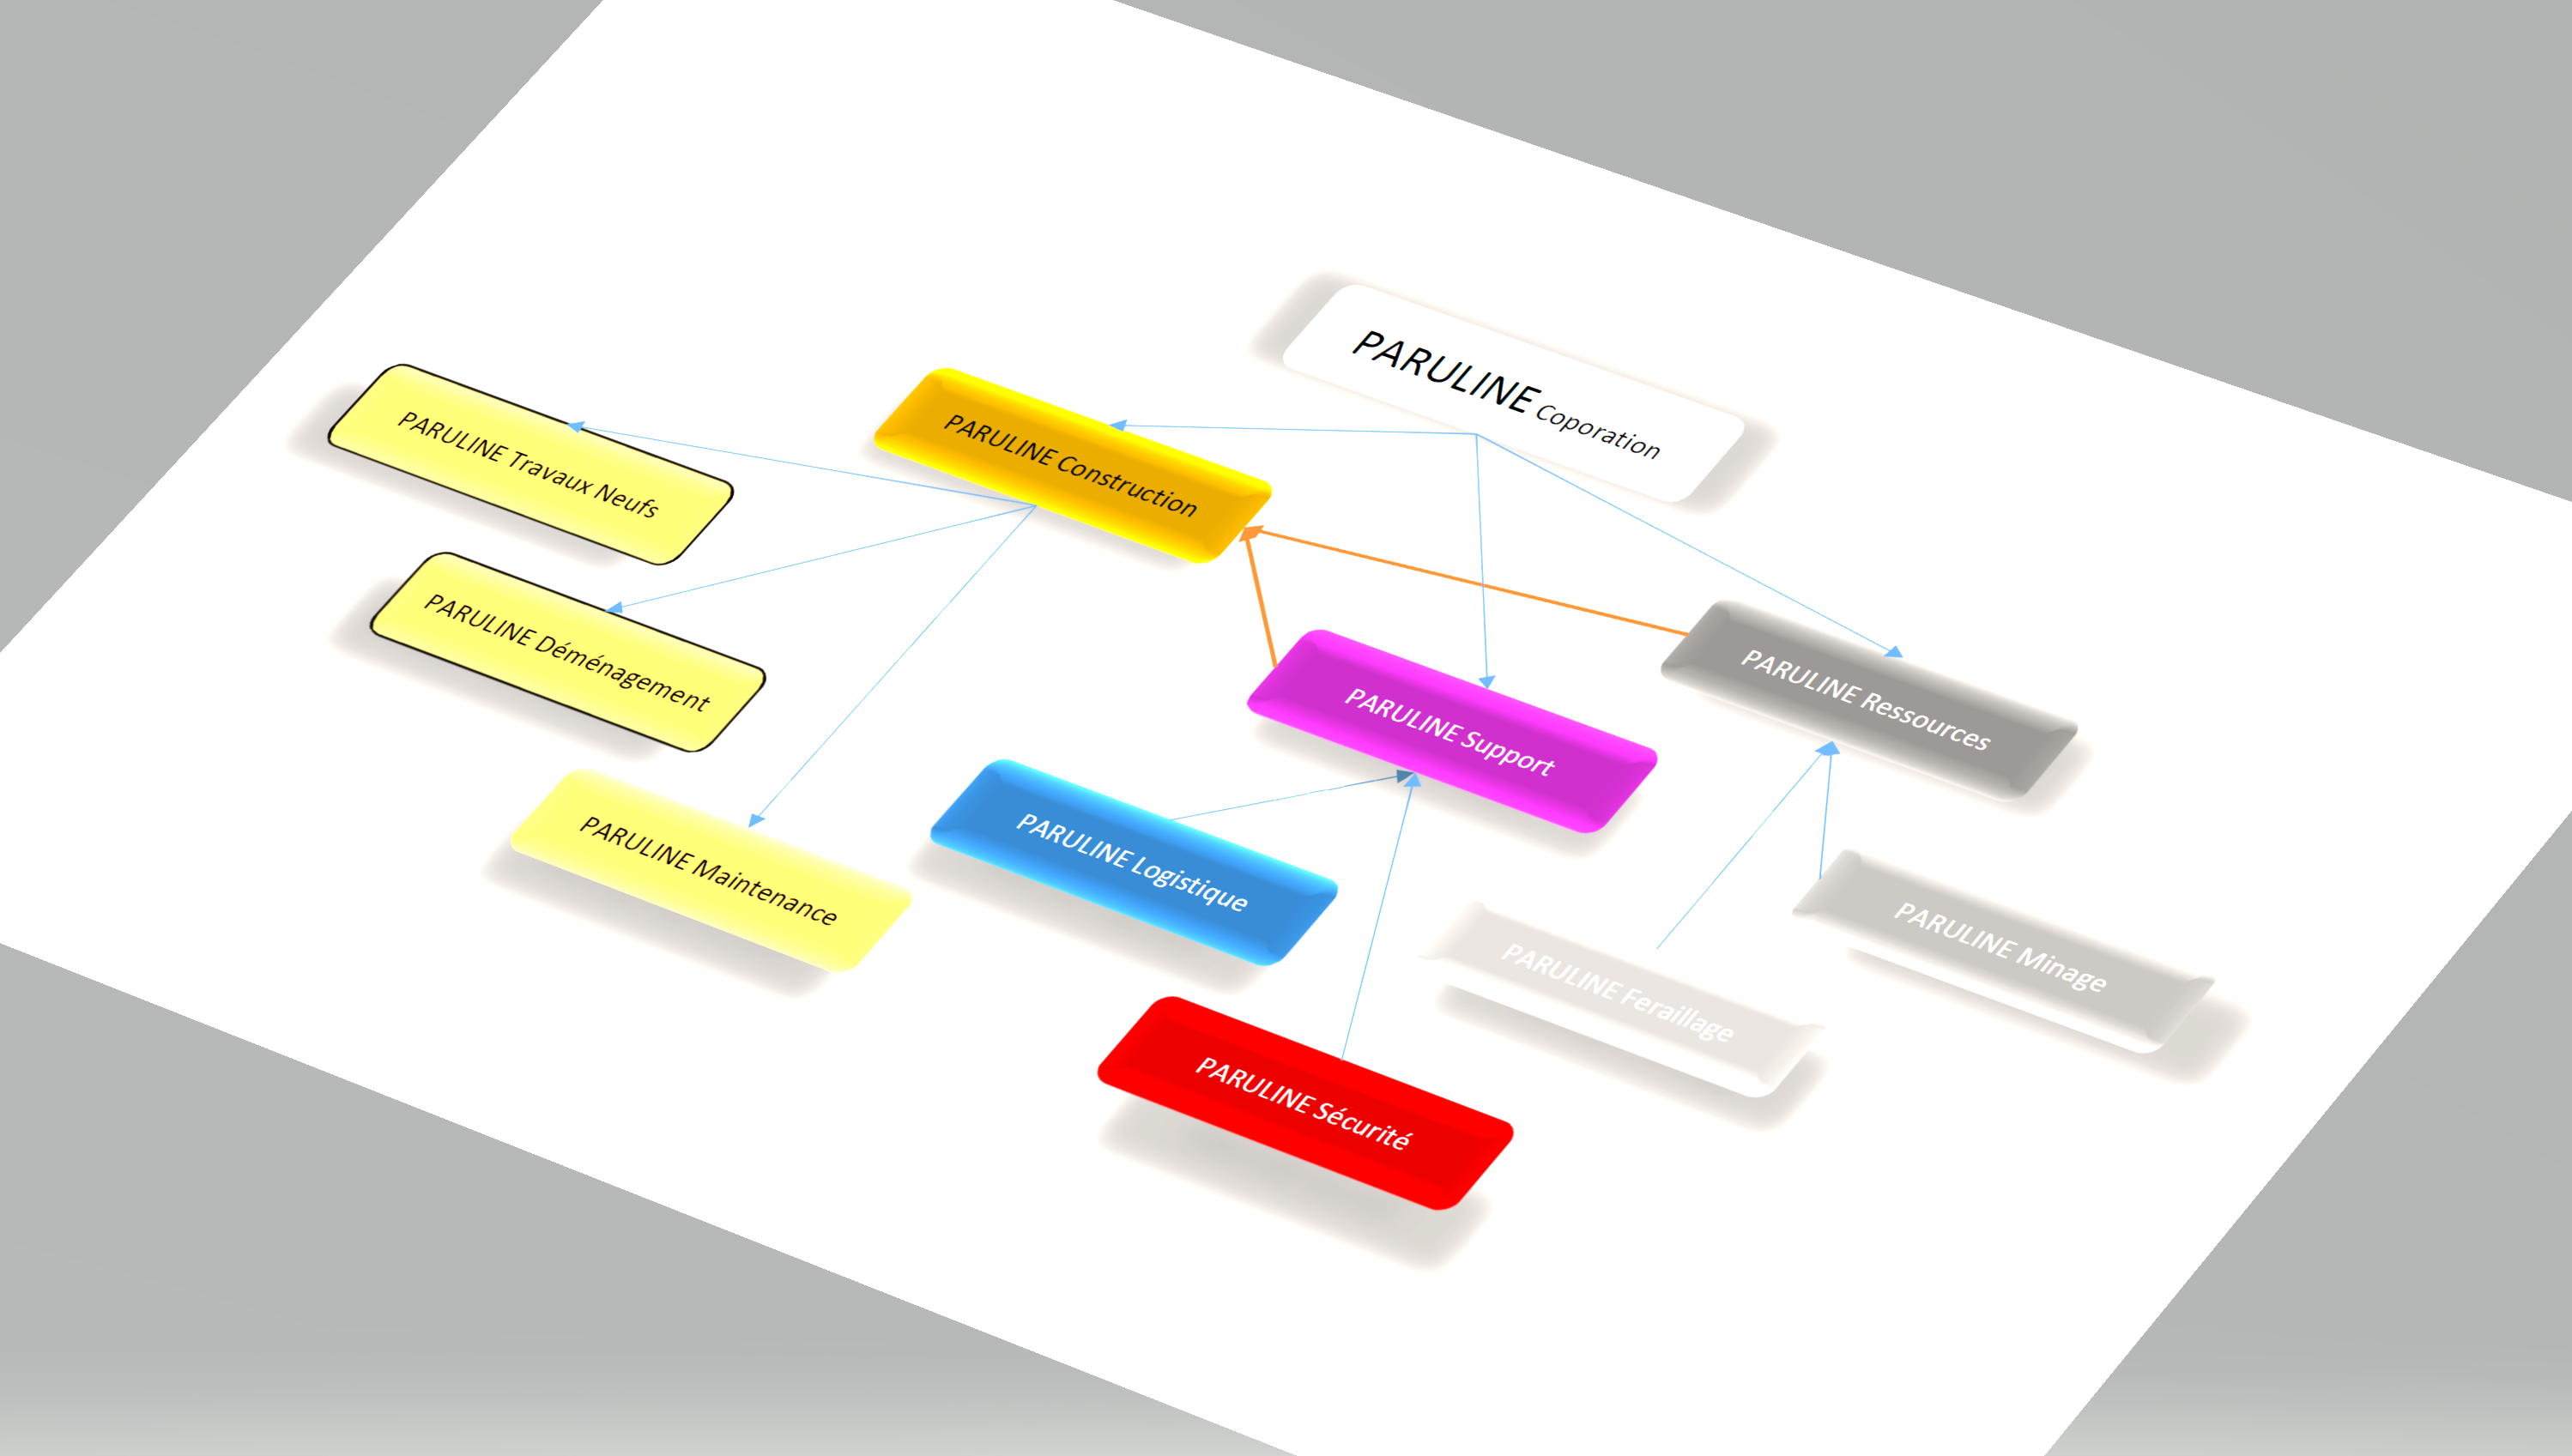 PARULINE Coporation
PARULINE Construction
PARULINE Travaux Neufs
PARULINE Déménagement
PARULINE Maintenance
PARULINE Support
PARULINE Logistique
PARULINE Sécurité
PARULINE Ressources
PARULINE Feraillage
PARULINE Minage